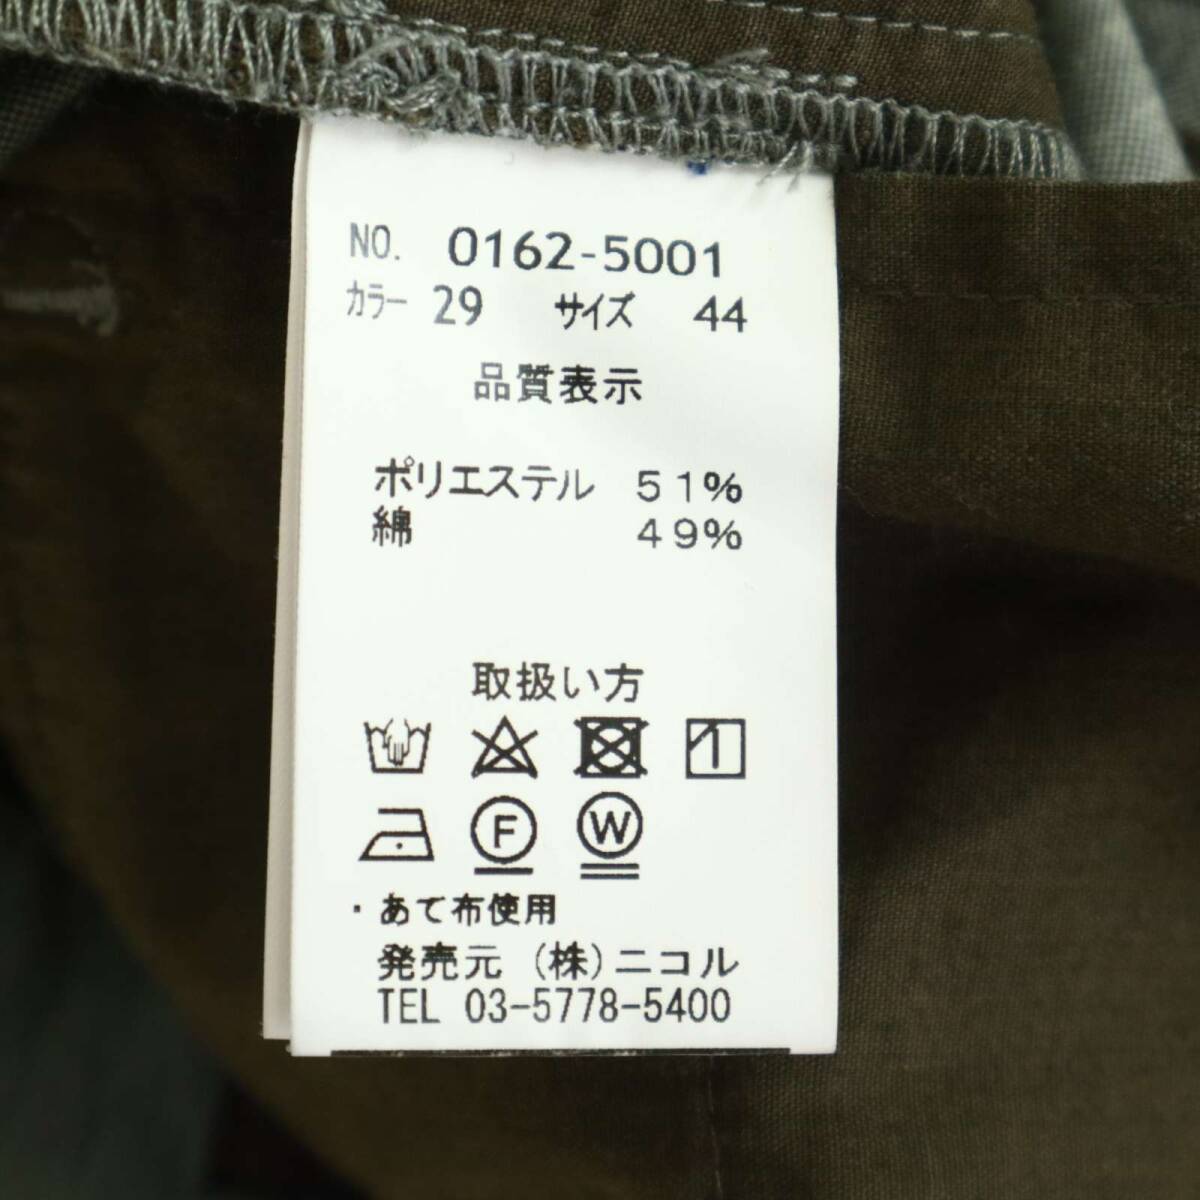 NO. 0162-5001
カラー 29 サイズ 44
品質表示
ポリエステル 51%
綿 49%
取扱い方
F W
・あて布使用
発売元 (株)ニコル
TEL 03-5778-5400